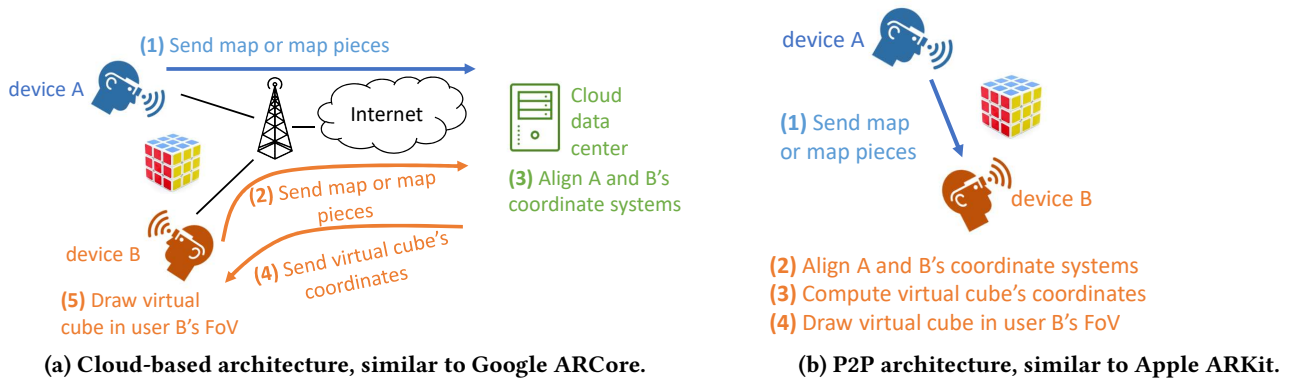 (1) Send map or map pieces
device A
Internet
Cloud
data
center
(2) Send map or map
pieces
(3) Align A and B's
coordinate systems
device B
(4) Send virtual cube's
coordinates
(5) Draw virtual
cube in user B's FoV
(a) Cloud-based architecture, similar to Google ARCore.
device A
(1) Send map
or map pieces
device B
(2) Align A and B's coordinate systems
(3) Compute virtual cube's coordinates
(4) Draw virtual cube in user B's FoV
(b) P2P architecture, similar to Apple ARKit.